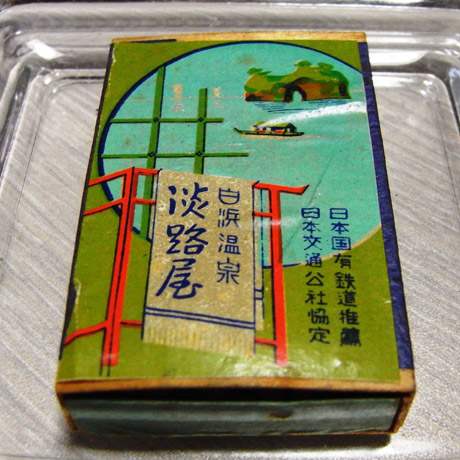 白浜温泉
淡路屋
日本国有鉄道推薦
日本交通公社協定